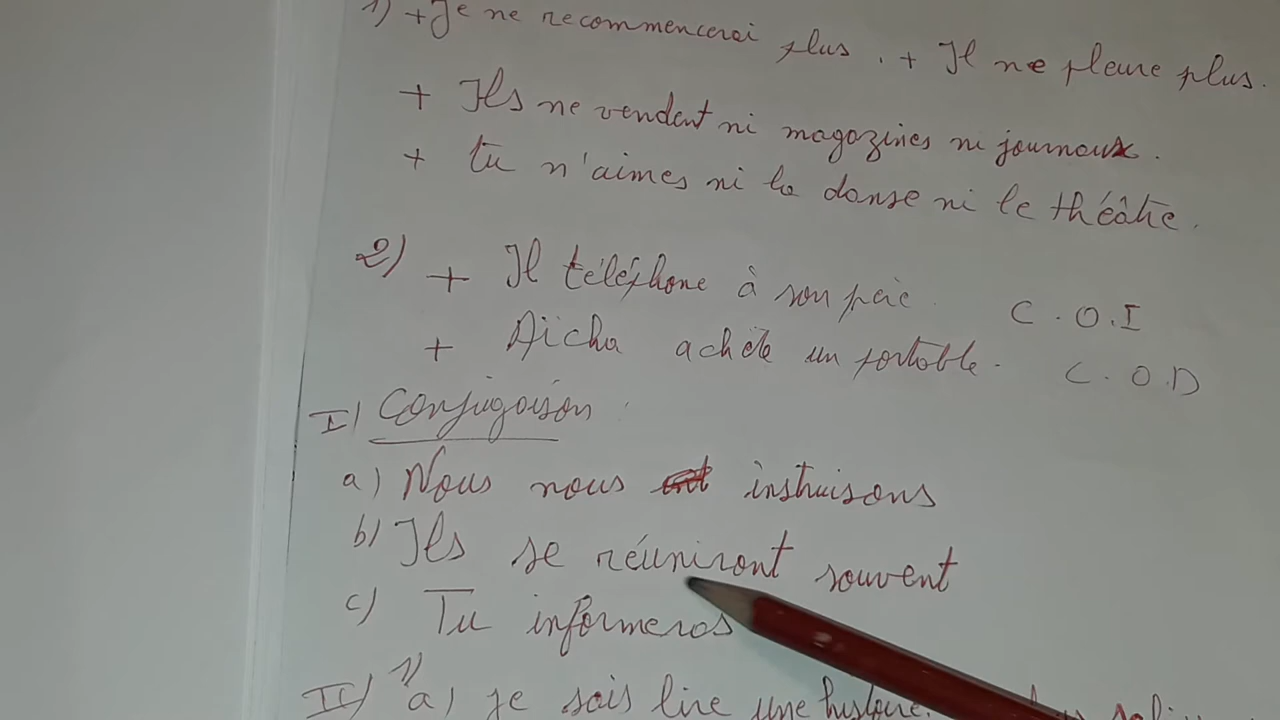 1) + Je ne recommencerai plus. + Il ne pleure plus.
+ Ils ne vendent ni magazines ni journaux.
+ tu n'aimes ni la danse ni le théâtre.
2) + Il téléphone à son père. C.O.I
+ Aïcha achète un portable. C.O.D
I) Conjugaison :
a) Nous nous instruisons
b) Ils se réuniront souvent
c) Tu informeras
II) 1) a) je sais lire une histoire.